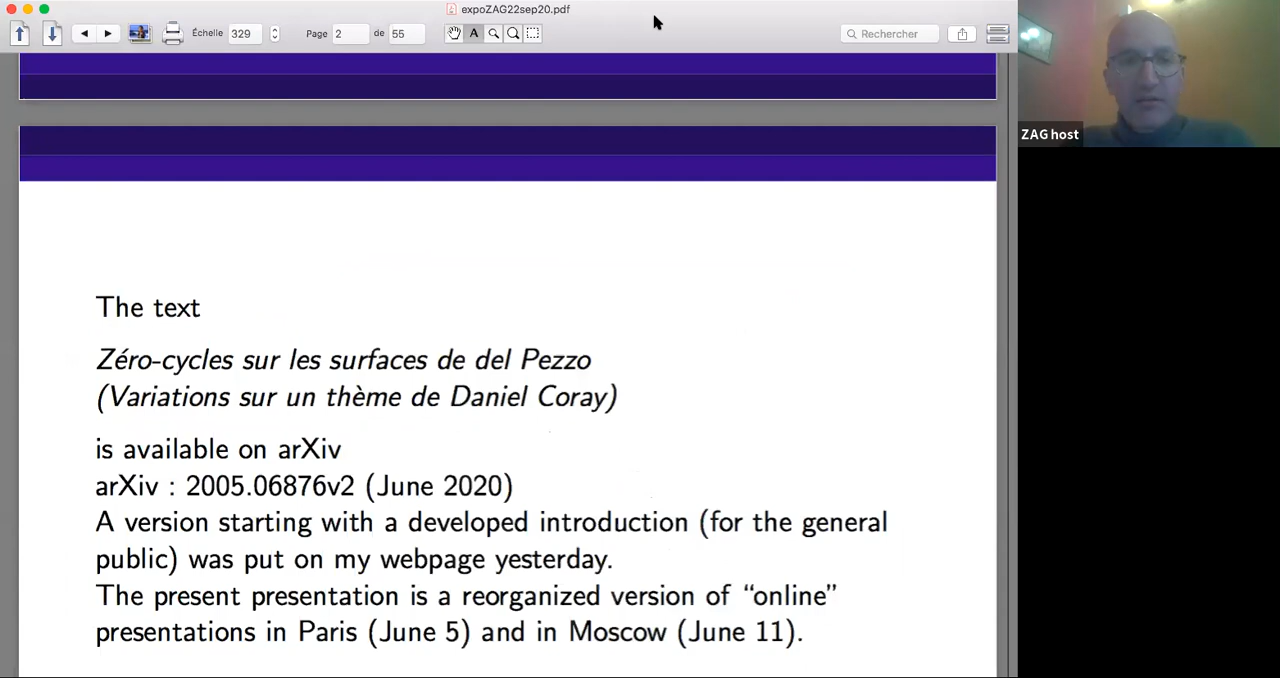 expoZAG22sep20.pdf
Échelle 329 Page 2 de 55 A Rechercher
ZAG host
The text
Zéro-cycles sur les surfaces de del Pezzo
(Variations sur un thème de Daniel Coray)
is available on arXiv
arXiv : 2005.06876v2 (June 2020)
A version starting with a developed introduction (for the general
public) was put on my webpage yesterday.
The present presentation is a reorganized version of “online”
presentations in Paris (June 5) and in Moscow (June 11).